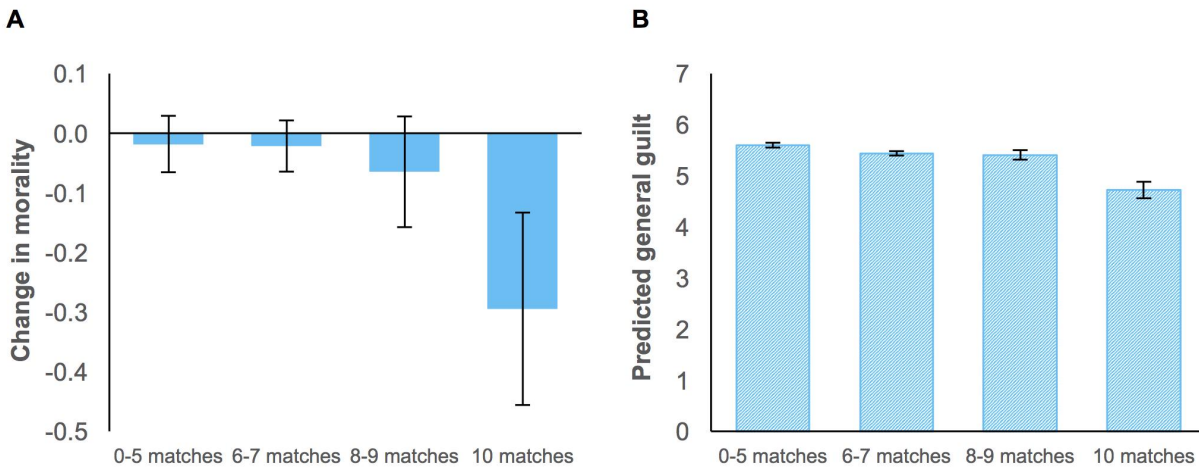 A
Change in morality
0.1
0.0
-0.1
-0.2
-0.3
-0.4
-0.5
0-5 matches 6-7 matches 8-9 matches 10 matches
B
Predicted general guilt
7
6
5
4
3
2
1
0
0-5 matches 6-7 matches 8-9 matches 10 matches